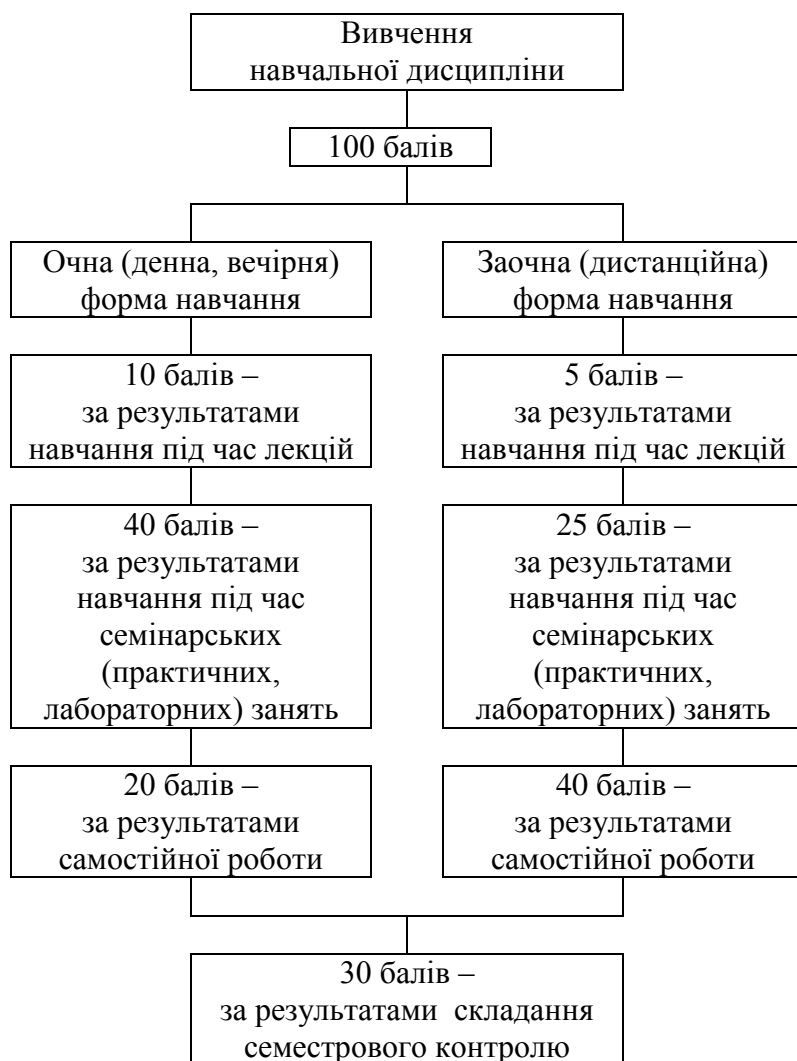 Вивчення
навчальної дисципліни
100 балів
Очна (денна, вечірня)
форма навчання
10 балів –
за результатами
навчання під час лекцій
40 балів –
за результатами
навчання під час
семінарських
(практичних,
лабораторних) занять
20 балів –
за результатами
самостійної роботи
Заочна (дистанційна)
форма навчання
5 балів –
за результатами
навчання під час лекцій
25 балів –
за результатами
навчання під час
семінарських
(практичних,
лабораторних) занять
40 балів –
за результатами
самостійної роботи
30 балів –
за результатами складання
семестрового контролю